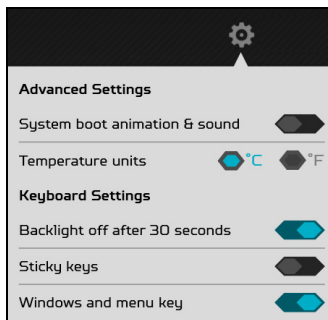 Advanced Settings
System boot animation & sound
Temperature units °C °F
Keyboard Settings
Backlight off after 30 seconds
Sticky keys
Windows and menu key